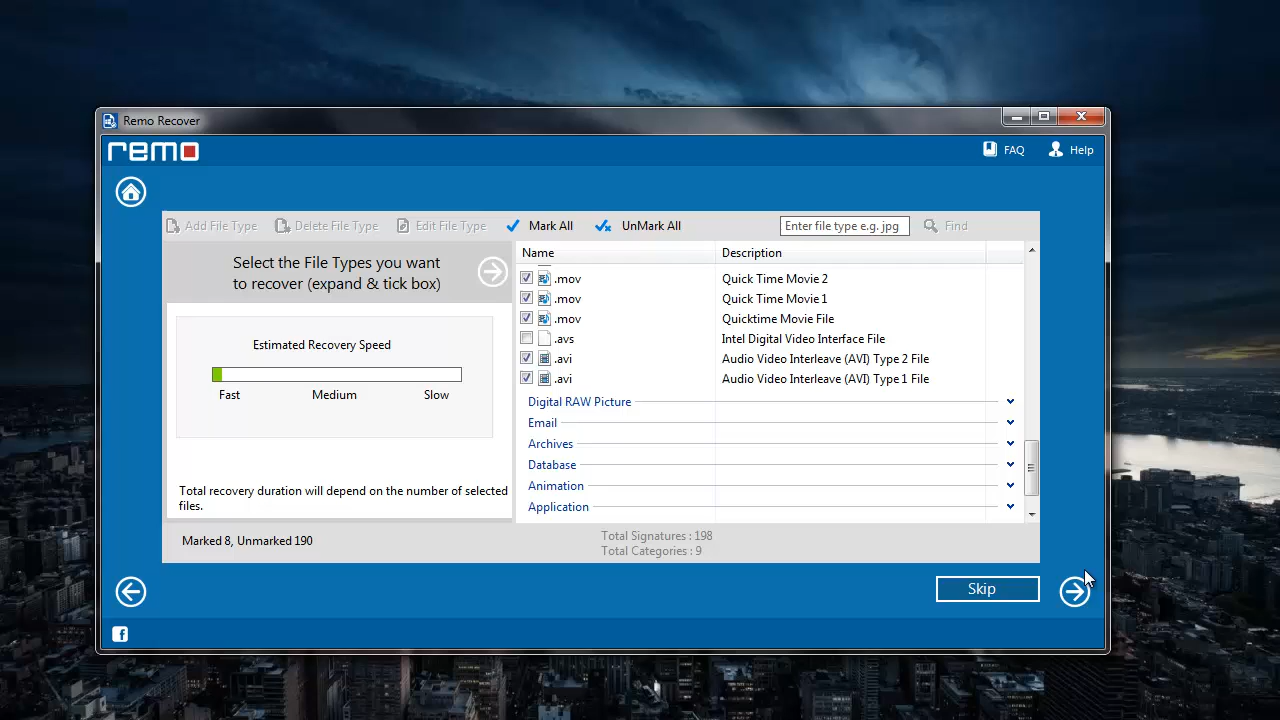 Remo Recover
remo
FAQ
Help
Add File Type
Delete File Type
Edit File Type
Mark All
UnMark All
Enter file type e.g. jpg
Find
Select the File Types you want
to recover (expand & tick box)
Estimated Recovery Speed
Fast
Medium
Slow
Total recovery duration will depend on the number of selected
files.
Name
Description
.mov
Quick Time Movie 2
.mov
Quick Time Movie 1
.mov
Quicktime Movie File
.avs
Intel Digital Video Interface File
.avi
Audio Video Interleave (AVI) Type 2 File
.avi
Audio Video Interleave (AVI) Type 1 File
Digital RAW Picture
Email
Archives
Database
Animation
Application
Marked 8, Unmarked 190
Total Signatures : 198
Total Categories : 9
Skip
f